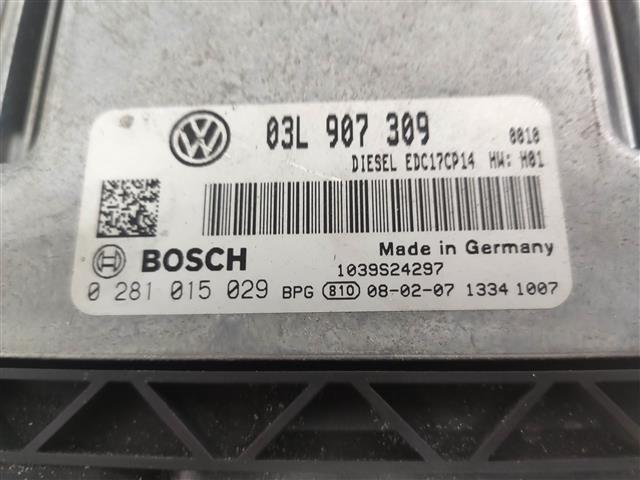 03L 907 309 0010
DIESEL EDC17CP14 HW: H01
BOSCH Made in Germany
1039S24297
0 281 015 029 BPG 810 08-02-07 1334 1007